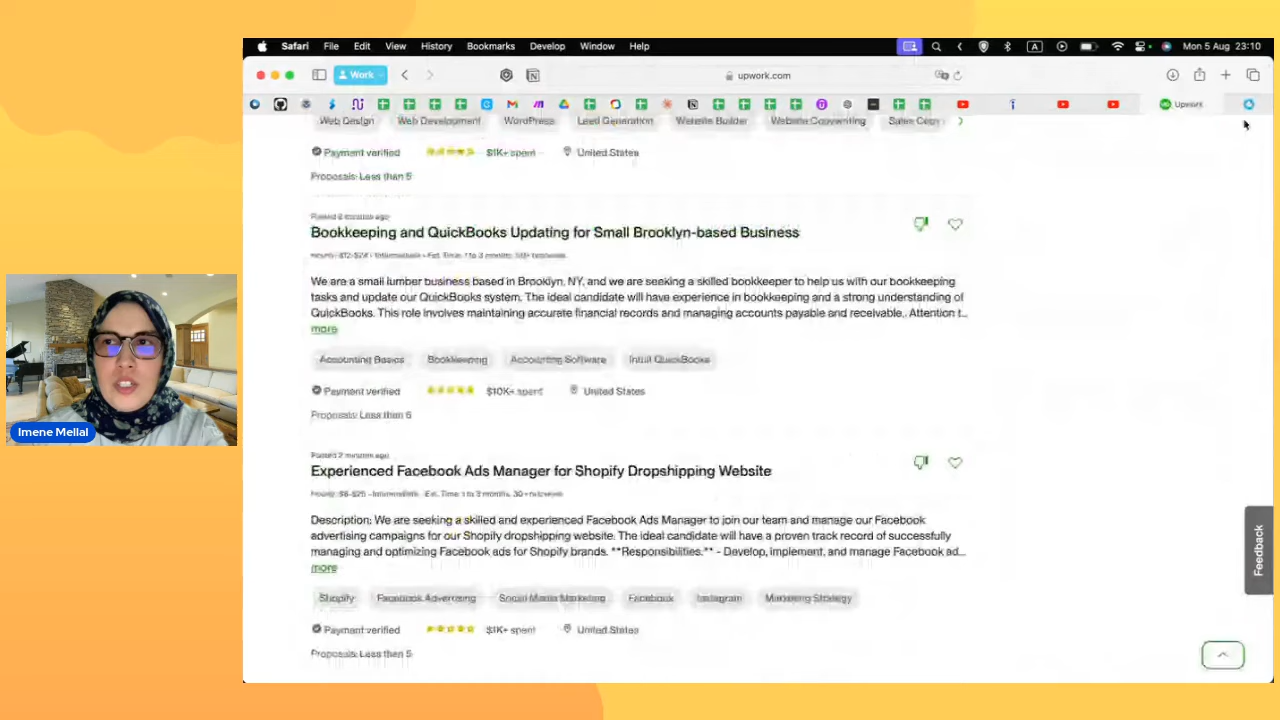 Safari File Edit View History Bookmarks Develop Window Help A Mon 5 Aug 23:10
Work upwork.com
Upwork
Web Design Web Development WordPress Lead Generation Website Builder Website Copywriting Sales Copy
Payment verified $1K+ spent United States
Proposals: Less than 5
Bookkeeping and QuickBooks Updating for Small Brooklyn-based Business
We are a small lumber business based in Brooklyn, NY, and we are seeking a skilled bookkeeper to help us with our bookkeeping
tasks and update our QuickBooks system. The ideal candidate will have experience in bookkeeping and a strong understanding of
QuickBooks. This role involves maintaining accurate financial records and managing accounts payable and receivable. Attention t...
more
Accounting Basics Bookkeeping Accounting Software Intuit QuickBooks
Payment verified $10K+ spent United States
Proposals: Less than 5
Posted 2 minutes ago
Experienced Facebook Ads Manager for Shopify Dropshipping Website
Description: We are seeking a skilled and experienced Facebook Ads Manager to join our team and manage our Facebook
advertising campaigns for our Shopify dropshipping website. The ideal candidate will have a proven track record of successfully
managing and optimizing Facebook ads for Shopify brands. **Responsibilities:** - Develop, implement, and manage Facebook ad...
more
Shopify Facebook Advertising Social Media Marketing Facebook Instagram Marketing Strategy
Payment verified $1K+ spent United States
Proposals: Less than 5
Feedback
Imene Mellal